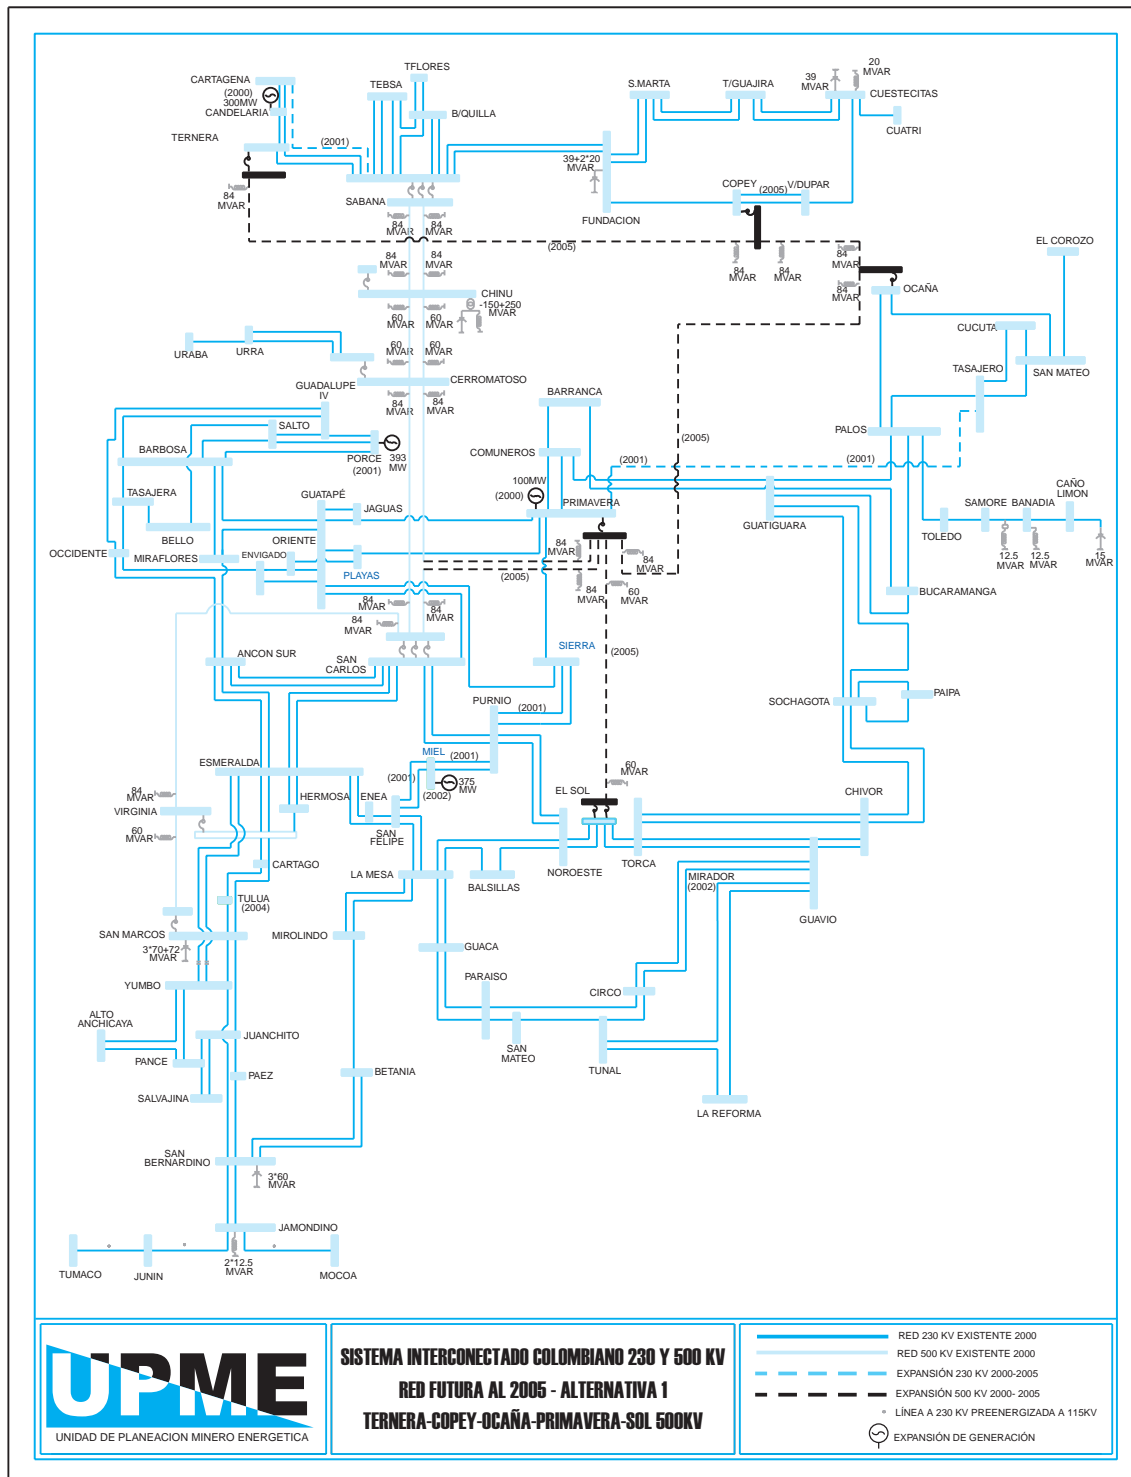 CARTAGENA
(2000)
300MW
CANDELARIA
TERNERA
(2001)
84
MVAR
TFLORES
TEBSA
B/QUILLA
SABANA
84
MVAR
84
MVAR
S.MARTA
T/GUAJIRA
39
MVAR
20
MVAR
CUESTECITAS
CUATRI
39+2*20
MVAR
FUNDACION
COPEY
(2005)
V/DUPAR
(2005)
84
MVAR
84
MVAR
84
MVAR
84
MVAR
EL COROZO
OCAÑA
84
MVAR
84
MVAR
CHINU
-150+250
MVAR
60
MVAR
60
MVAR
URABA
URRA
60
MVAR
60
MVAR
CERROMATOSO
84
MVAR
84
MVAR
CUCUTA
TASAJERO
SAN MATEO
GUADALUPE
IV
SALTO
BARBOSA
PORCE
(2001)
393
MW
BARRANCA
COMUNEROS
(2005)
(2001)
PALOS
(2001)
100MW
(2000)
PRIMAVERA
GUATIGUARA
TASAJERA
BELLO
GUATAPÉ
JAGUAS
ORIENTE
OCCIDENTE
MIRAFLORES
ENVIGADO
PLAYAS
(2005)
84
MVAR
84
MVAR
84
MVAR
60
MVAR
TOLEDO
SAMORE
BANADIA
CAÑO
LIMON
12.5
MVAR
12.5
MVAR
15
MVAR
BUCARAMANGA
84
MVAR
84
MVAR
84
MVAR
ANCON SUR
SAN
CARLOS
SIERRA
(2005)
SOCHAGOTA
PAIPA
PURNIO
(2001)
MIEL
(2001)
(2001)
(2002)
375
MW
ESMERALDA
HERMOSA
ENEA
SAN
FELIPE
84
MVAR
VIRGINIA
60
MVAR
60
MVAR
EL SOL
CHIVOR
NOROESTE
TORCA
CARTAGO
LA MESA
BALSILLAS
MIRADOR
(2002)
GUAVIO
TULUA
(2004)
SAN MARCOS
3*70+72
MVAR
MIROLINDO
GUACA
YUMBO
PARAISO
CIRCO
ALTO
ANCHICAYA
JUANCHITO
PANCE
SAN
MATEO
TUNAL
PAEZ
BETANIA
SALVAJINA
LA REFORMA
SAN
BERNARDINO
3*60
MVAR
JAMONDINO
2*12.5
MVAR
TUMACO
JUNIN
MOCOA
UPME
UNIDAD DE PLANEACION MINERO ENERGETICA
SISTEMA INTERCONECTADO COLOMBIANO 230 Y 500 KV
RED FUTURA AL 2005 - ALTERNATIVA 1
TERNERA-COPEY-OCAÑA-PRIMAVERA-SOL 500KV
RED 230 KV EXISTENTE 2000
RED 500 KV EXISTENTE 2000
EXPANSIÓN 230 KV 2000-2005
EXPANSIÓN 500 KV 2000- 2005
LÍNEA A 230 KV PREENERGIZADA A 115KV
EXPANSIÓN DE GENERACIÓN